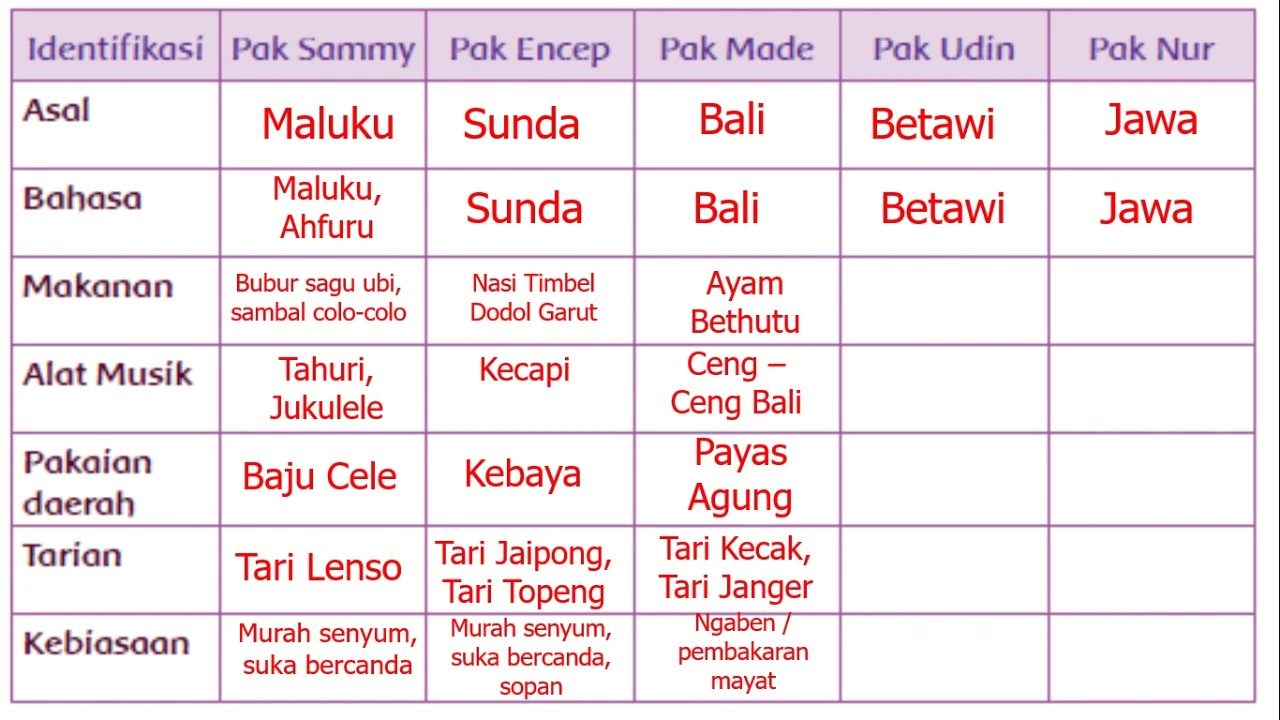 Identifikasi Pak Sammy Pak Encep Pak Made Pak Udin Pak Nur
Asal Maluku Sunda Bali Betawi Jawa
Bahasa Maluku, Sunda Bali Betawi Jawa
Ahfuru
Makanan Bubur sagu ubi, Nasi Timbel Ayam
sambal colo-colo Dodol Garut Bethutu
Alat Musik Tahuri, Kecapi Ceng –
Jukulele Ceng Bali
Pakaian Baju Cele Kebaya Payas
daerah Agung
Tarian Tari Lenso Tari Jaipong, Tari Kecak,
Tari Topeng Tari Janger
Kebiasaan Murah senyum, Murah senyum, Ngaben /
suka bercanda suka bercanda, pembakaran
sopan mayat